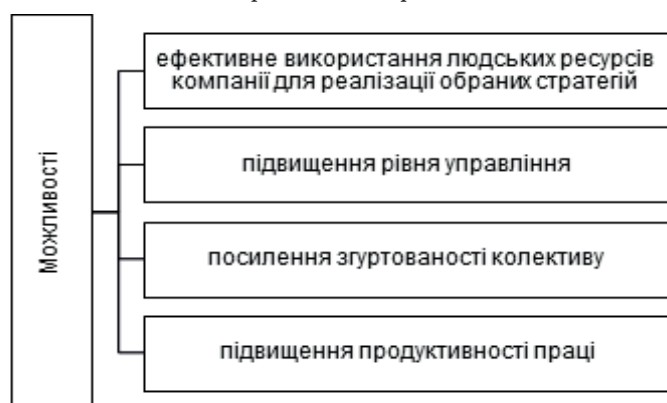 Можливості
ефективне використання людських ресурсів
компанії для реалізації обраних стратегій
підвищення рівня управління
посилення згуртованості колективу
підвищення продуктивності праці